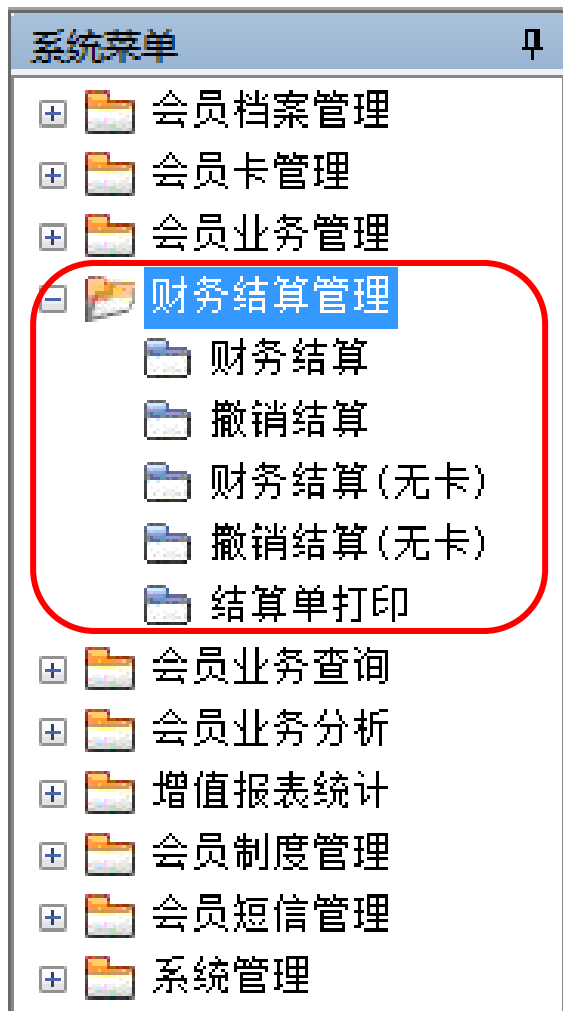 系统菜单
会员档案管理
会员卡管理
会员业务管理
财务结算管理
财务结算
撤销结算
财务结算(无卡)
撤销结算(无卡)
结算单打印
会员业务查询
会员业务分析
增值报表统计
会员制度管理
会员短信管理
系统管理